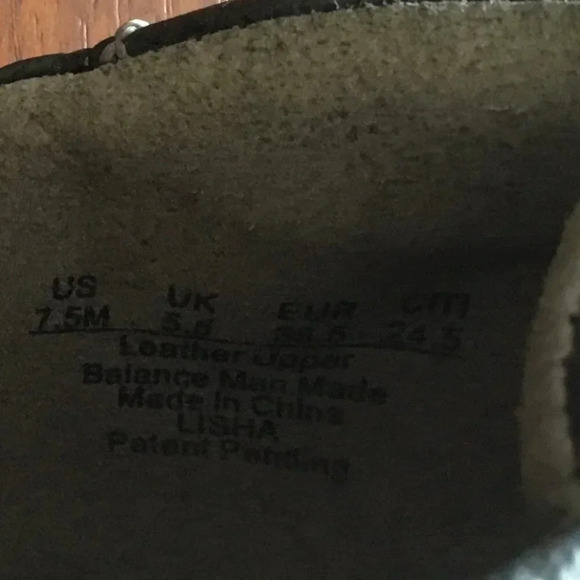 US UK EUR cm
7.5M 5.5 38.5 24.5
Leather Upper
Balance Man Made
Made In China
LISHA
Patent Pending